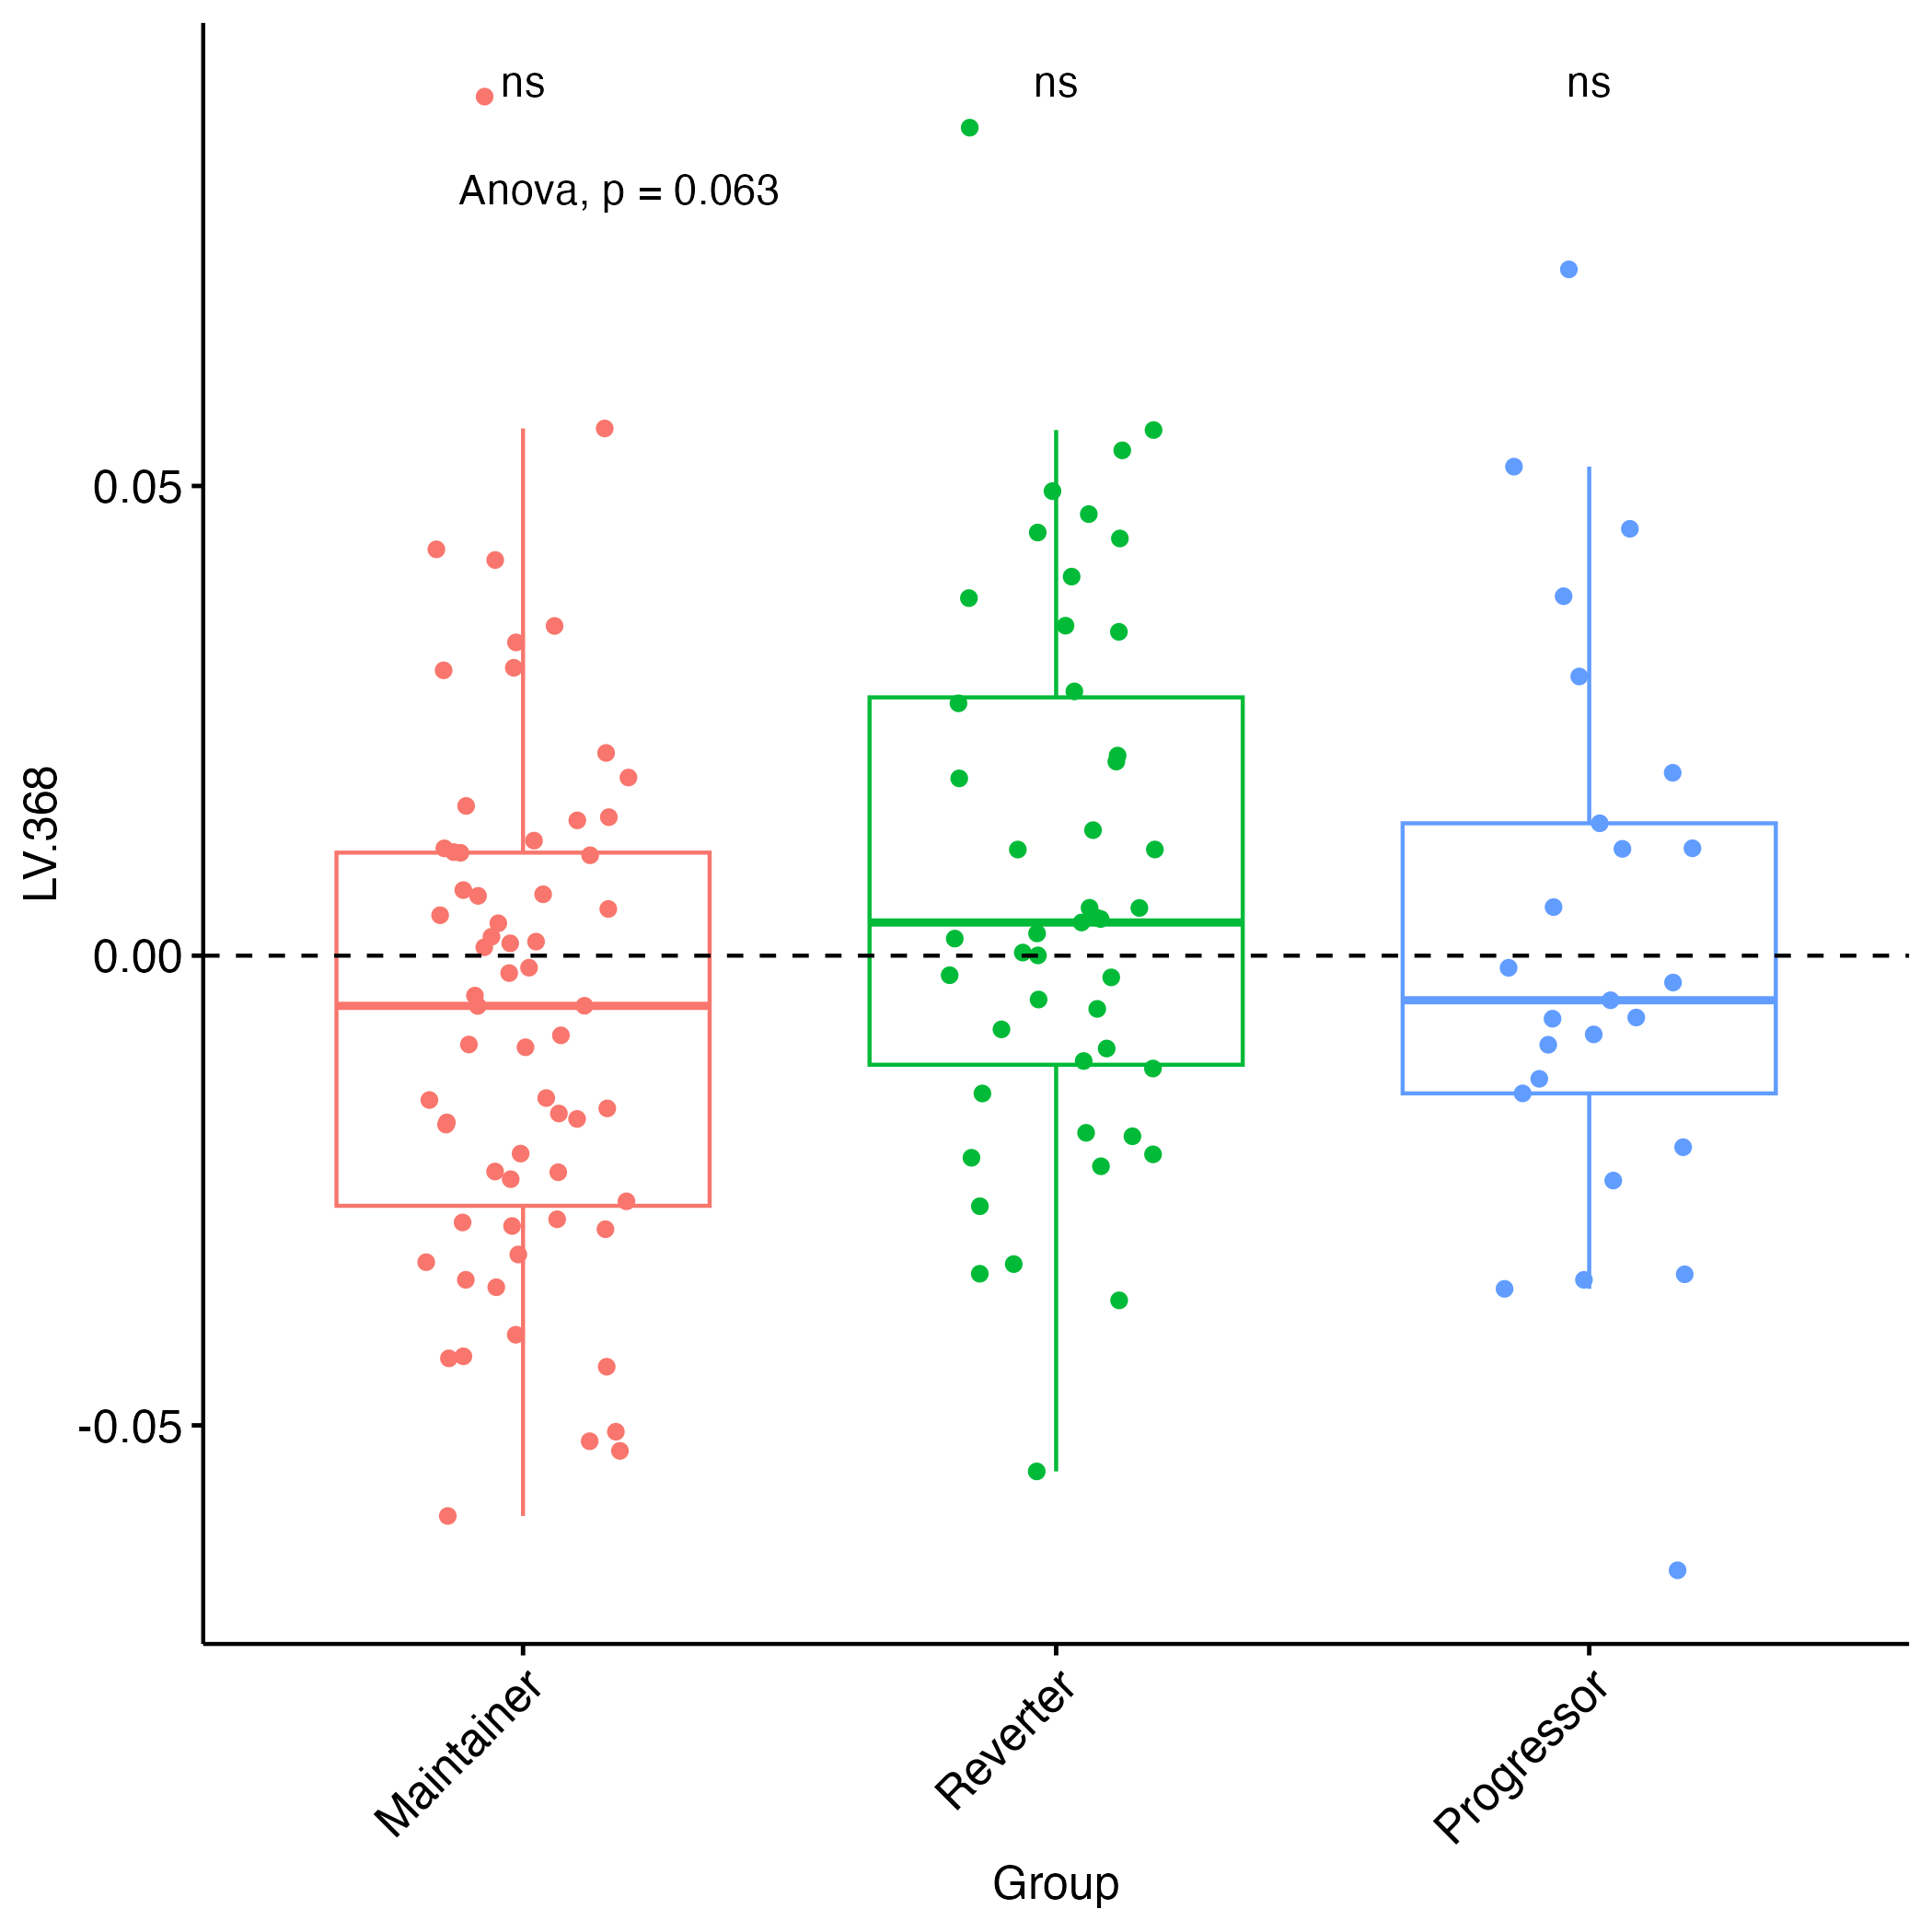 ns ns ns
Anova, p = 0.063
LV.368
0.05
0.00
-0.05
Maintainer
Reverter
Progressor
Group